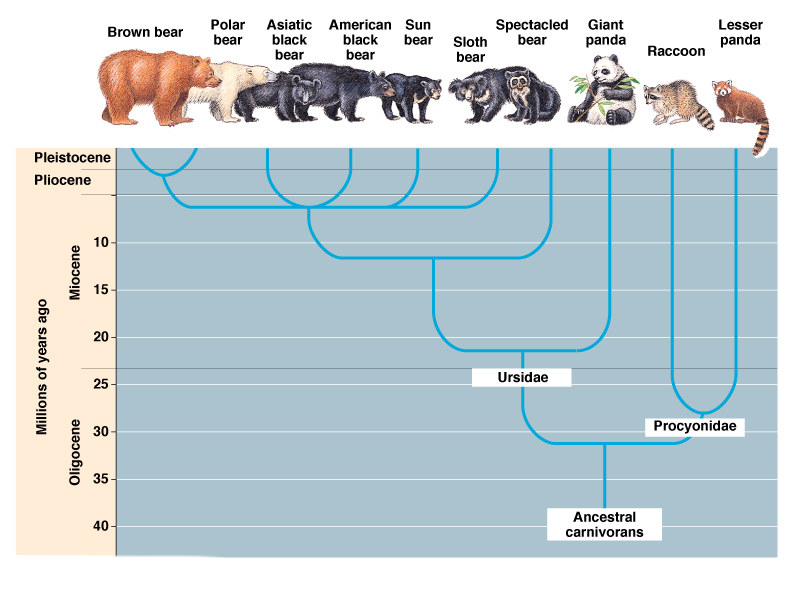 Brown bear
Polar
bear
Asiatic
black
bear
American
black
bear
Sun
bear
Sloth
bear
Spectacled
bear
Giant
panda
Raccoon
Lesser
panda
Pleistocene
Pliocene
Miocene
Oligocene
Millions of years ago
10
15
20
25
30
35
40
Ursidae
Procyonidae
Ancestral
carnivorans